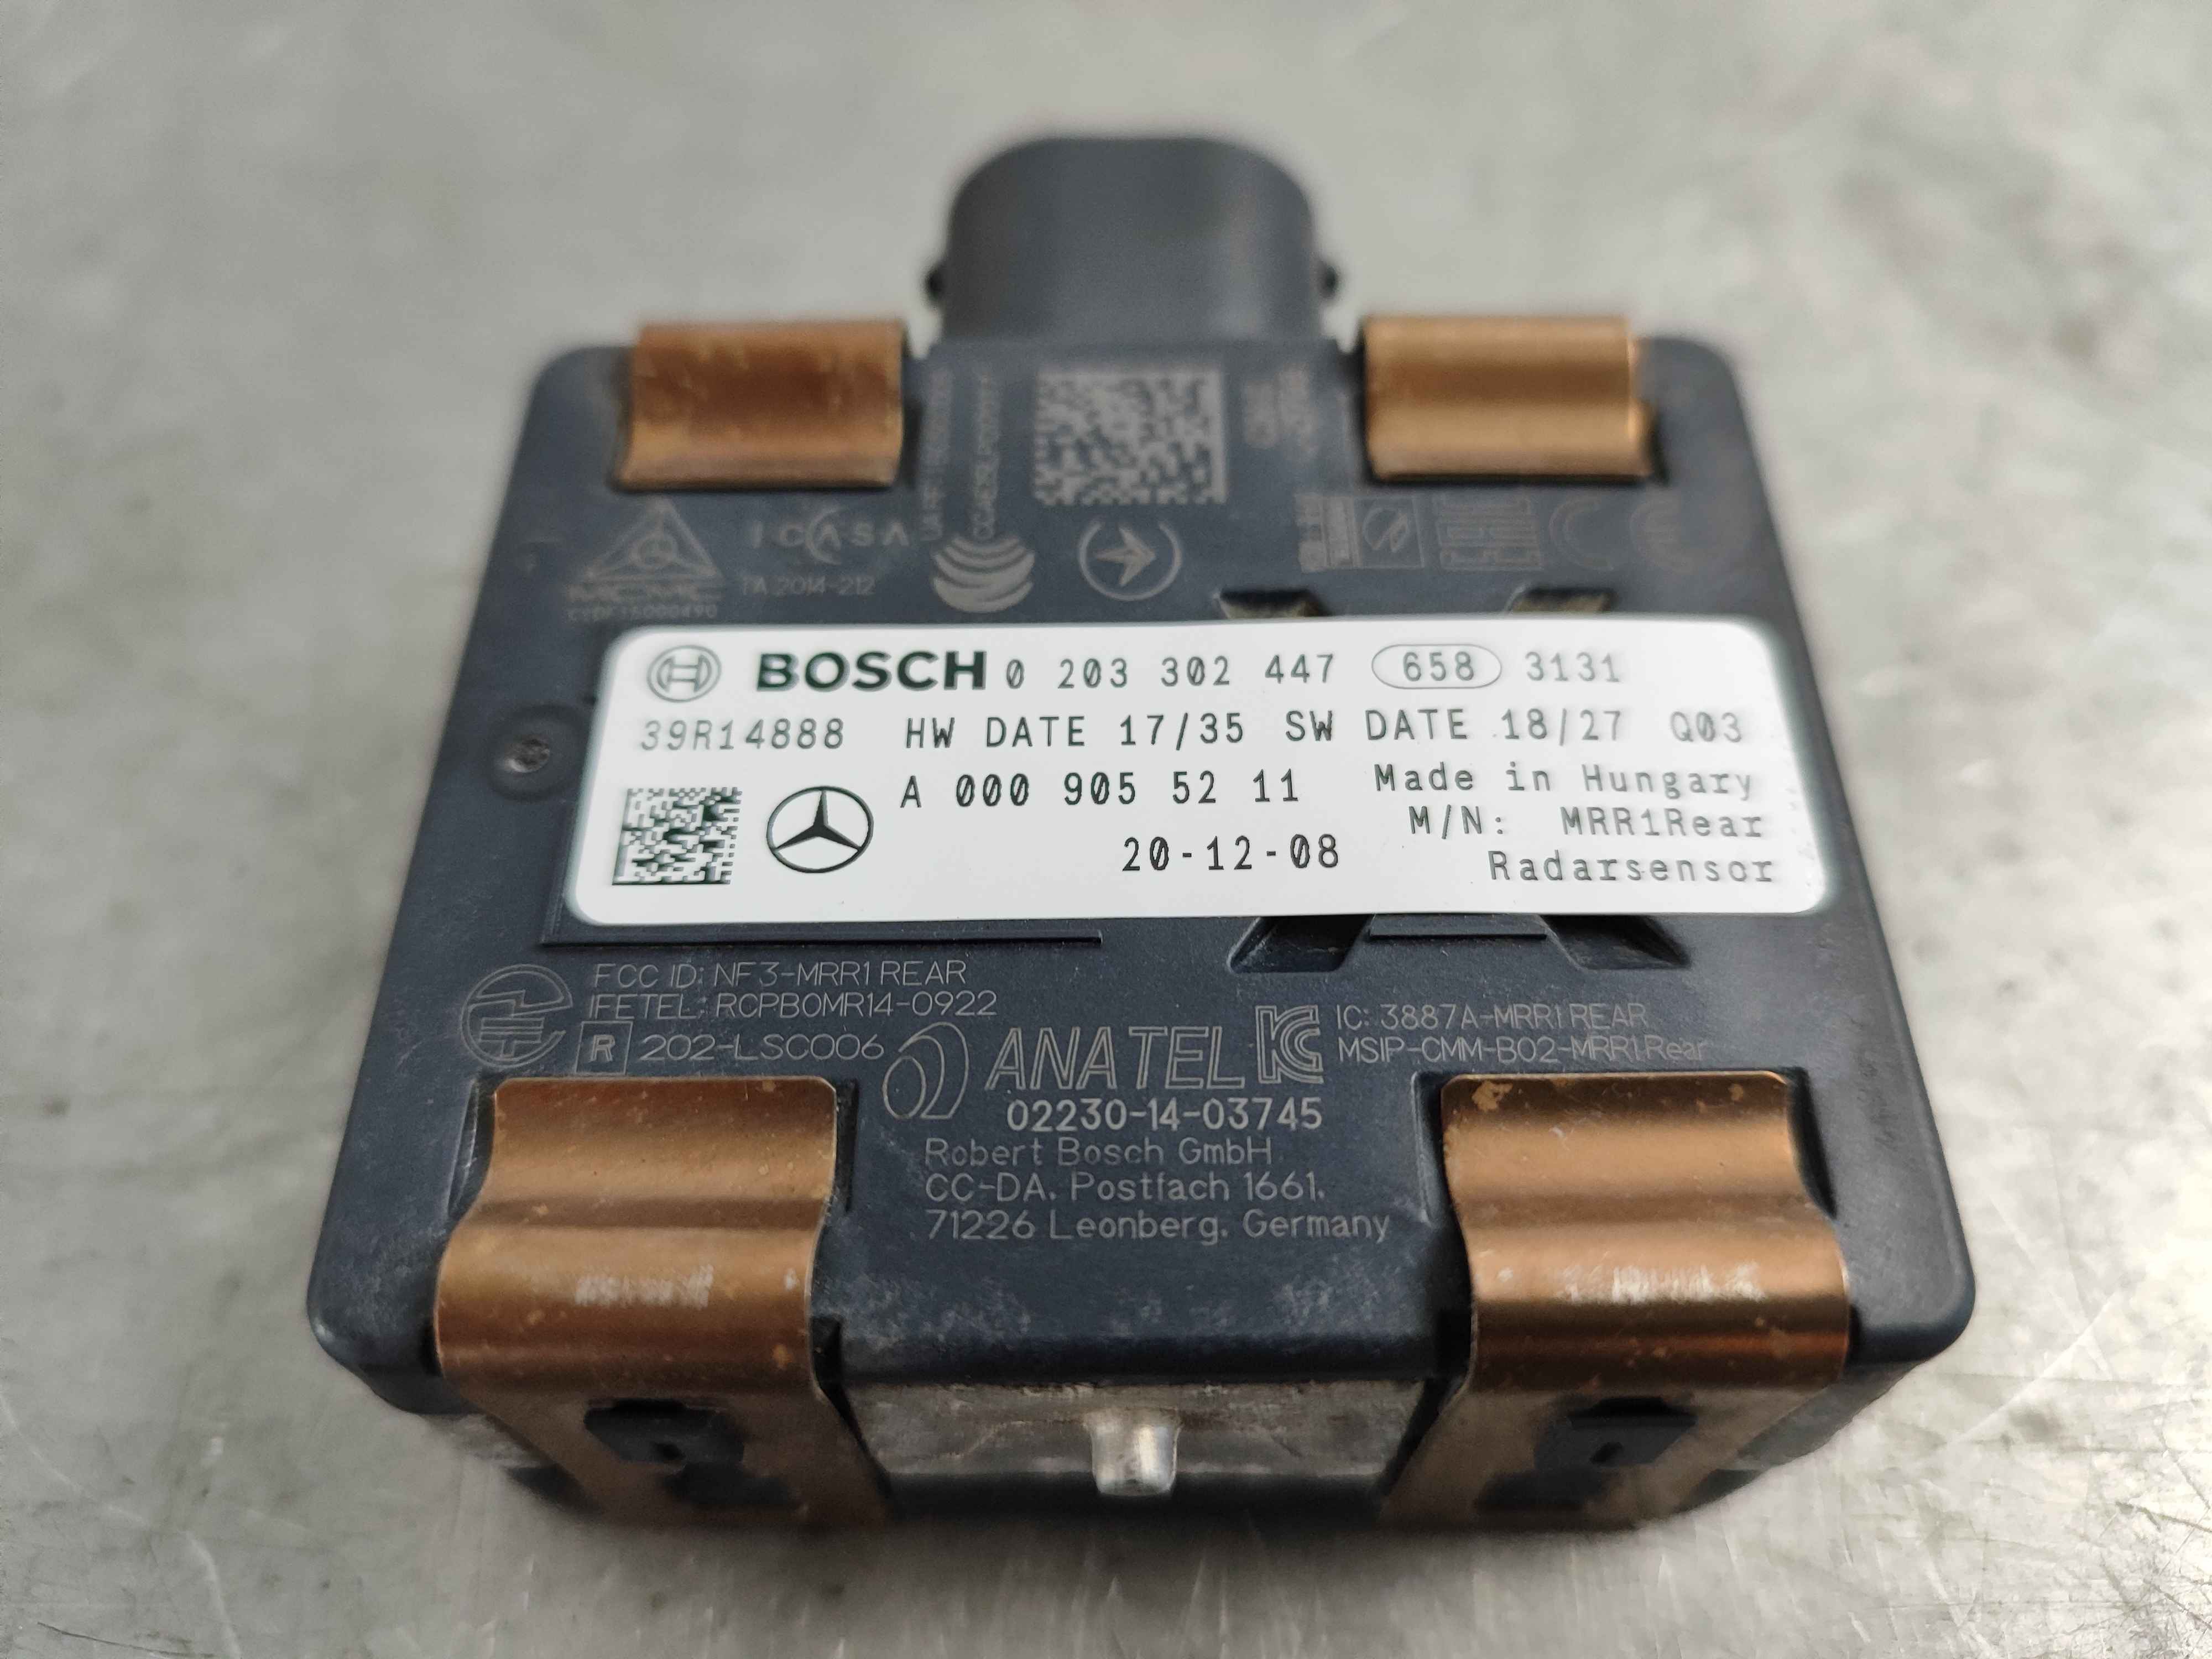 ICASA
TA 2014-212
BOSCH 0 203 302 447 658 3131
39R14888 HW DATE 17/35 SW DATE 18/27 Q03
A 000 905 52 11 Made in Hungary
M/N: MRR1Rear
20-12-08 Radarsensor
FCC ID: NF3-MRR1REAR
IFETEL: RCPBOMR14-0922
R 202-LSC006
ANATEL
02230-14-03745
IC: 3887A-MRR1REAR
MSIP-CMM-B02-MRR1Rear
Robert Bosch GmbH
CC-DA. Postfach 1661.
71226 Leonberg. Germany